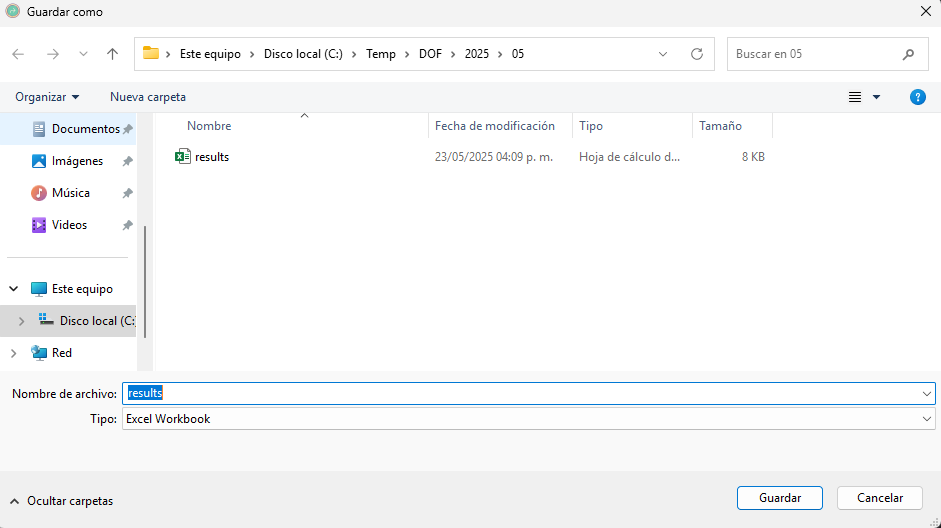 Guardar como
Este equipo > Disco local (C:) > Temp > DOF > 2025 > 05
Buscar en 05
Organizar
Nueva carpeta
?
Nombre
Fecha de modificación
Tipo
Tamaño
results
23/05/2025 04:09 p. m.
Hoja de cálculo d...
8 KB
Documentos
Imágenes
Música
Videos
Este equipo
Disco local (C:
Red
Nombre de archivo: results
Tipo: Excel Workbook
Ocultar carpetas
Guardar
Cancelar